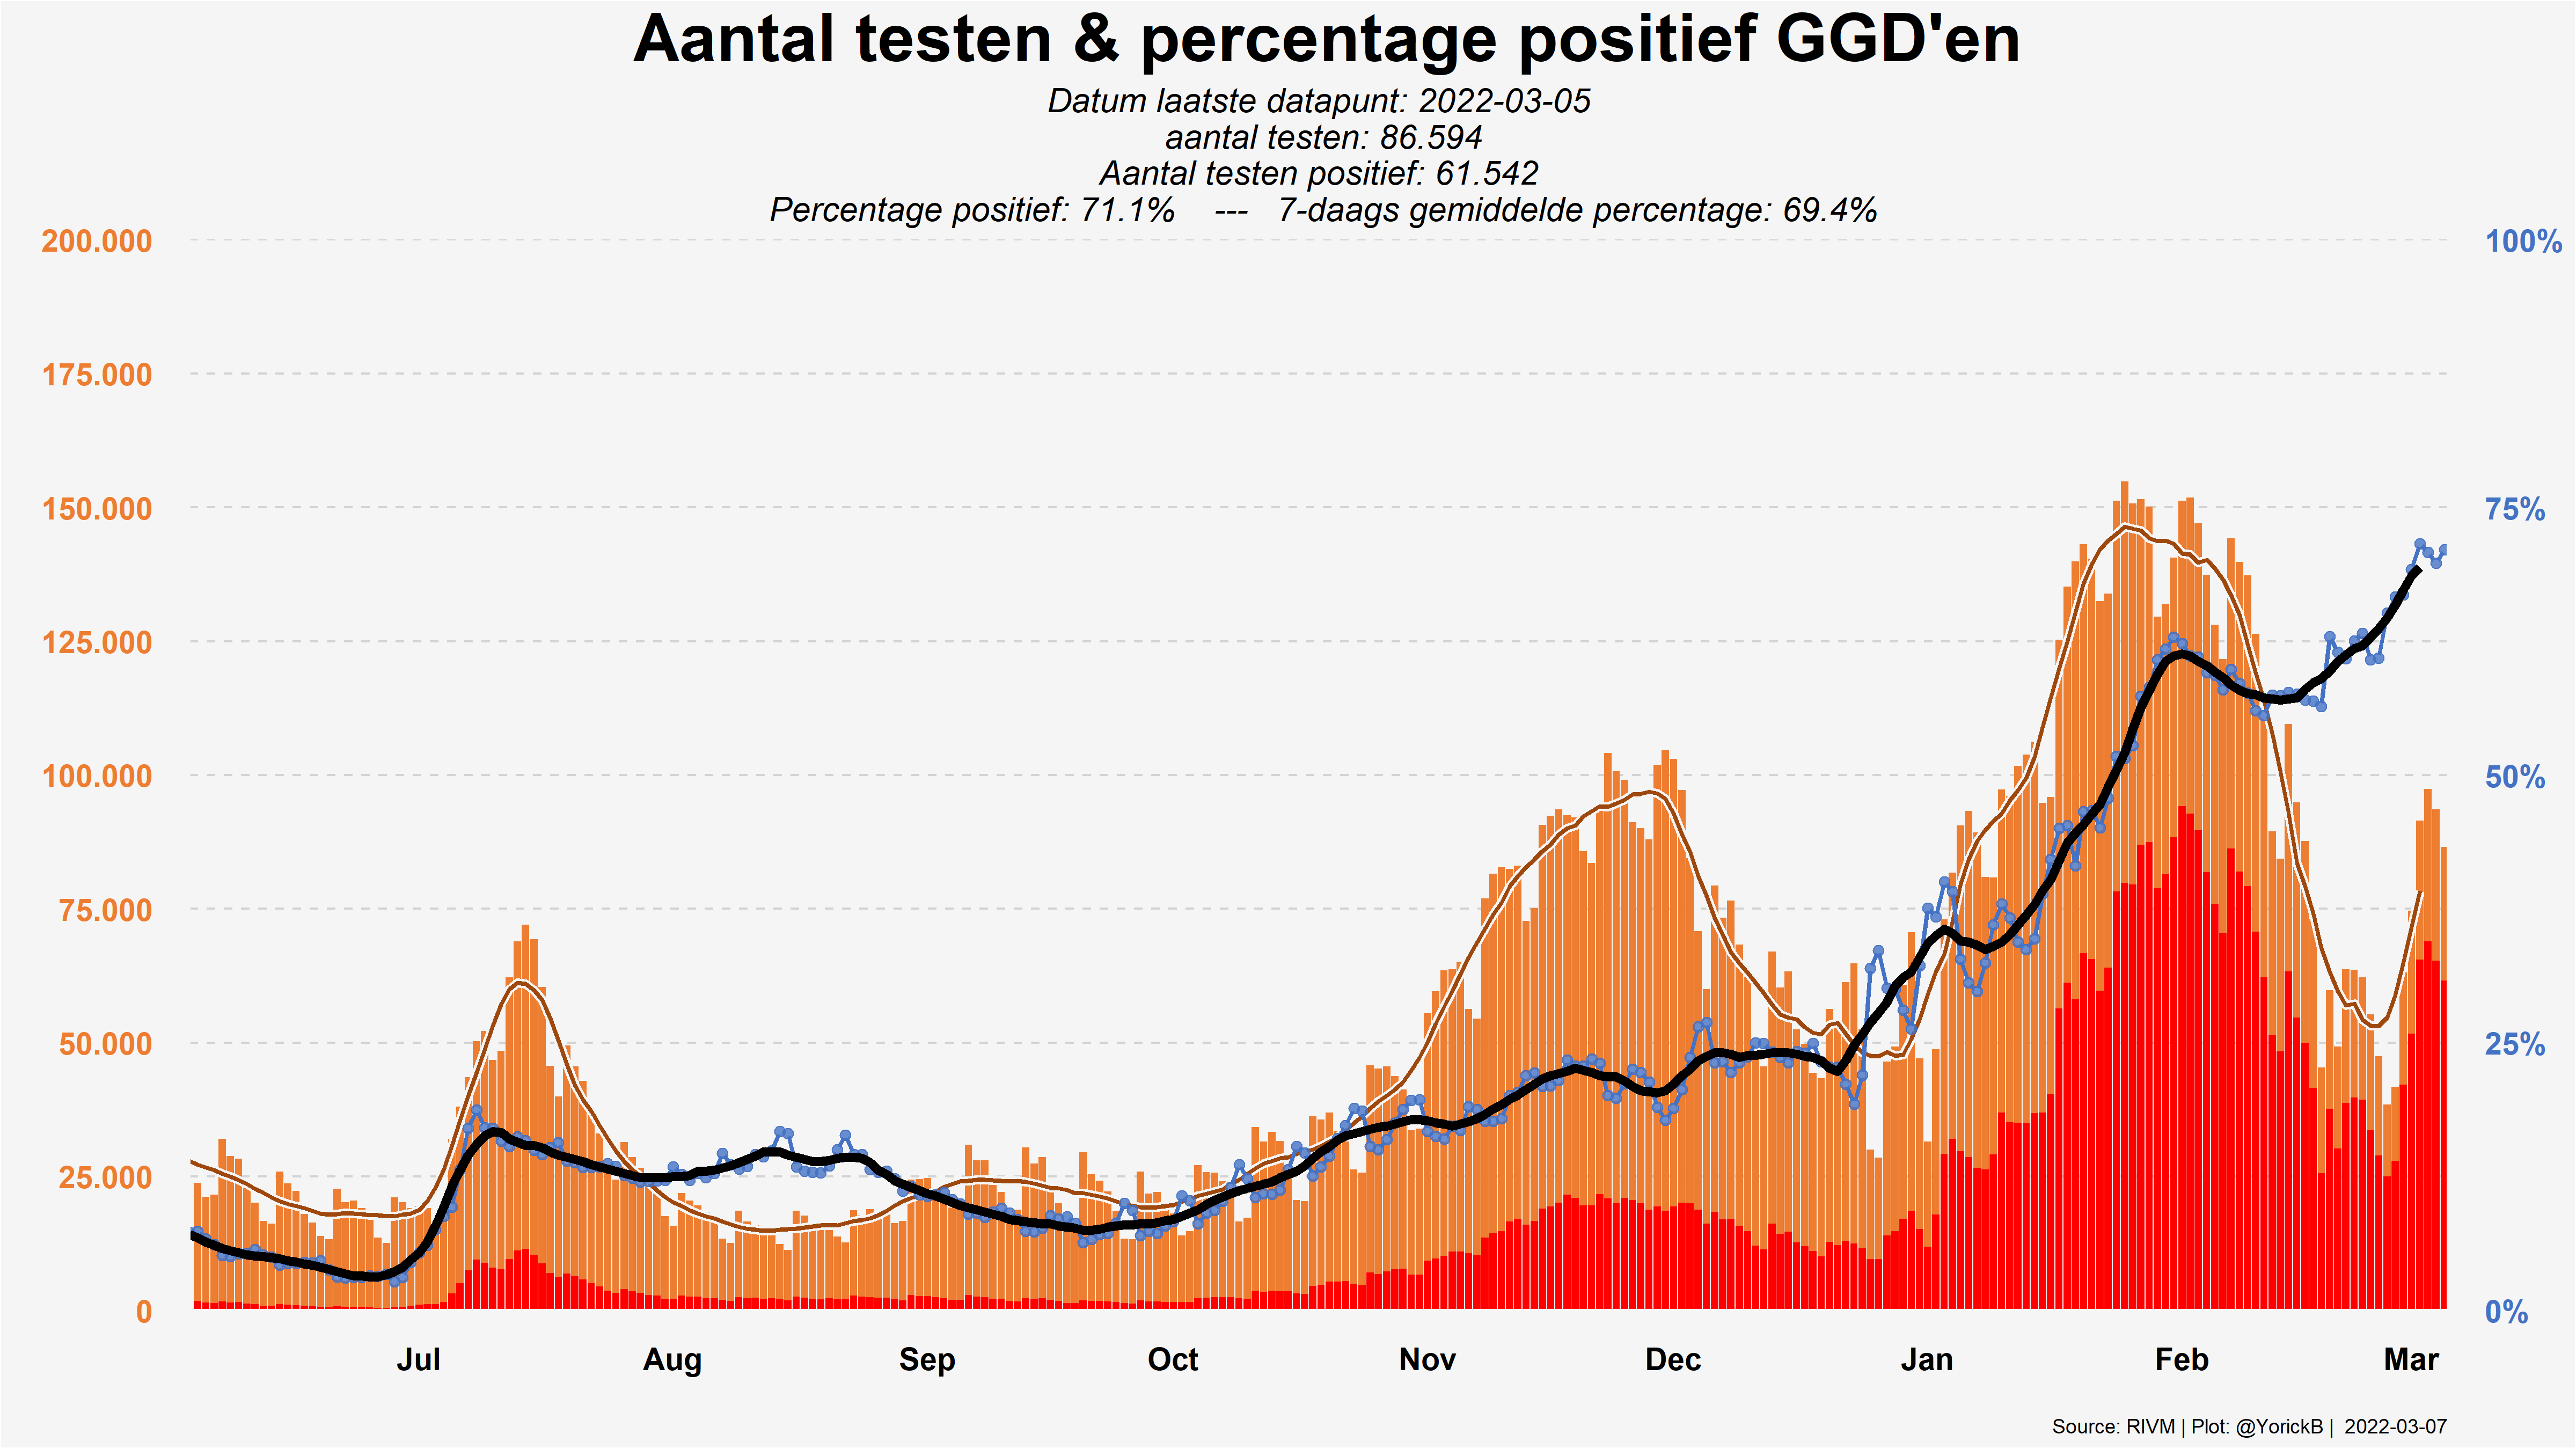 Aantal testen & percentage positief GGD'en
Datum laatste datapunt: 2022-03-05
aantal testen: 86.594
Aantal testen positief: 61.542
Percentage positief: 71.1% --- 7-daags gemiddelde percentage: 69.4%
200.000 100%
175.000
150.000 75%
125.000
100.000 50%
75.000
50.000 25%
25.000
0 0%
Jul Aug Sep Oct Nov Dec Jan Feb Mar
Source: RIVM | Plot: @YorickB | 2022-03-07